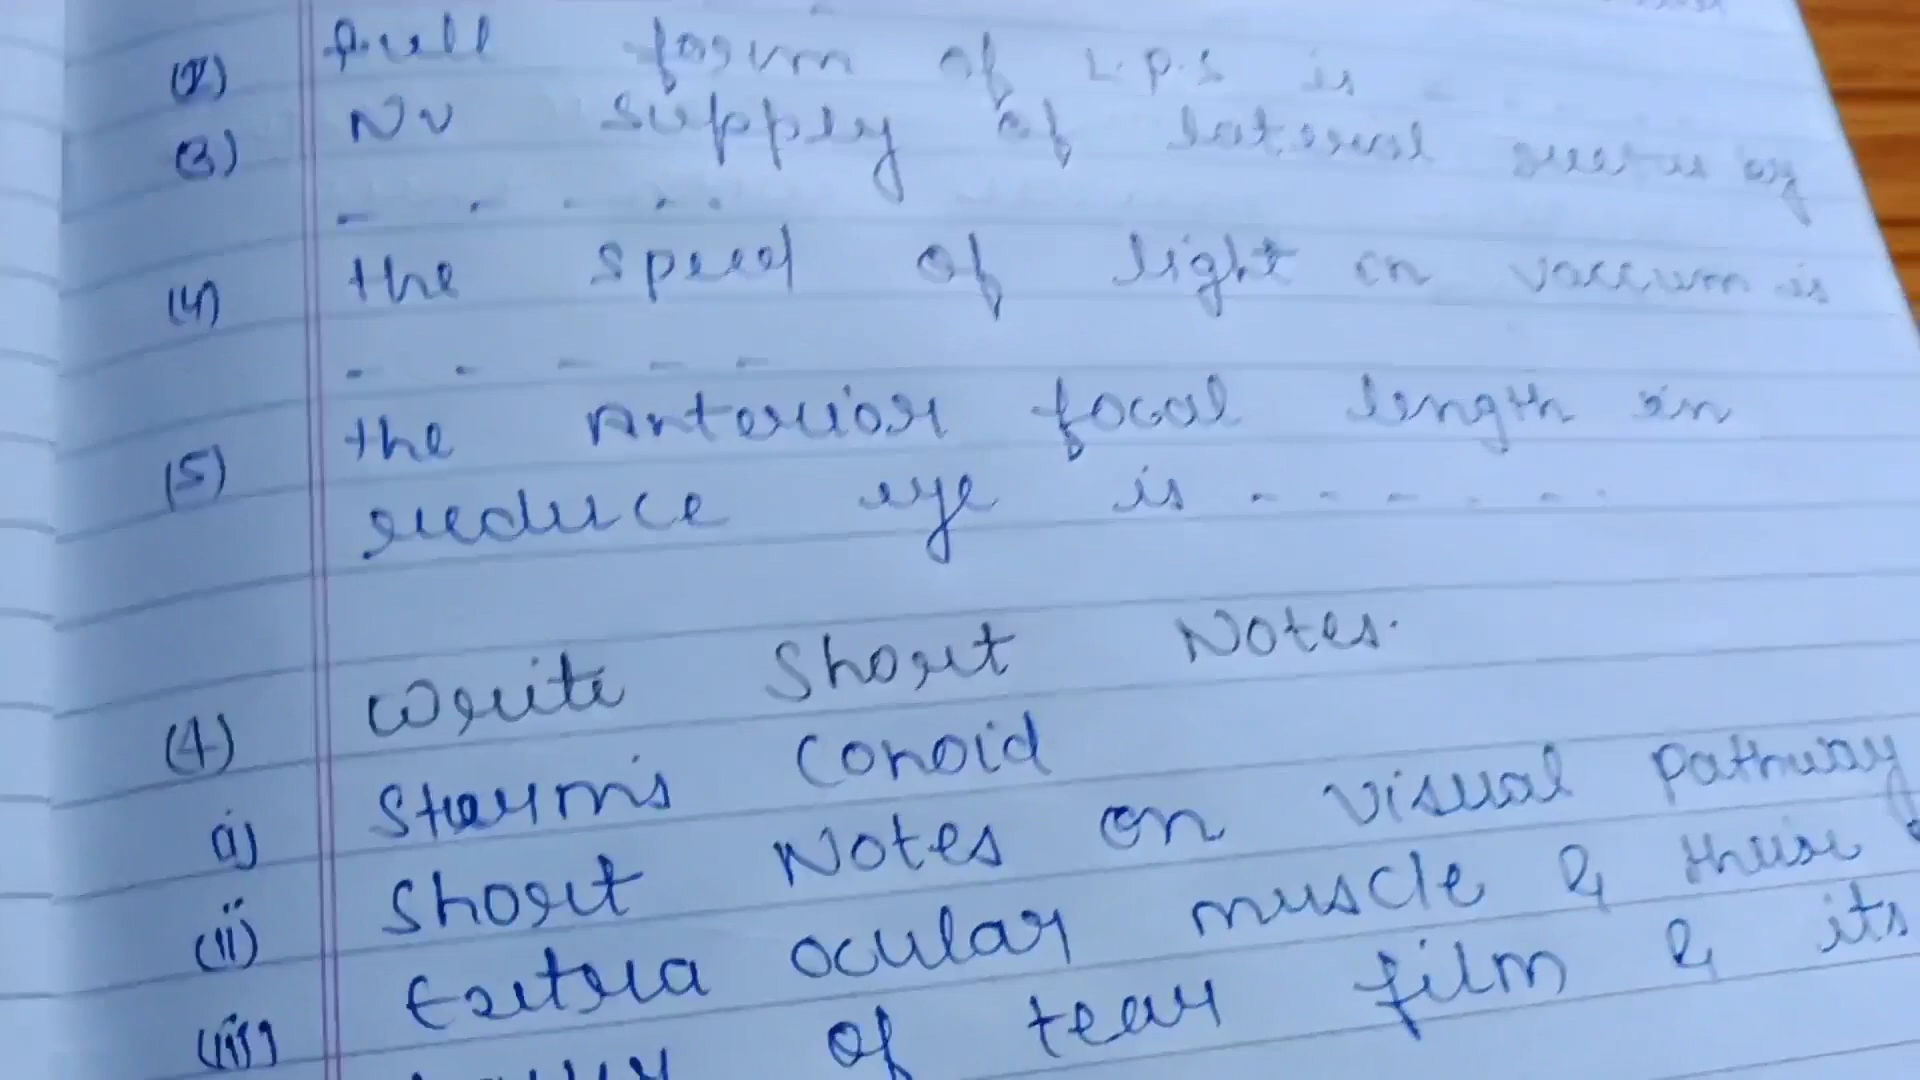 (2) full form of L.P.S is - - - -
(3) Nv supply of lateral rectus by
- - - - -
(4) the speed of light in vaccum is
- - - - -
(5) the Anterior focal length in
reduce eye is - - - - - -
(4) Write Short Notes.
i) Sturm's Conoid
(ii) Short Notes on visual pathway
(iii) Extra ocular muscle & their
of tear film & its